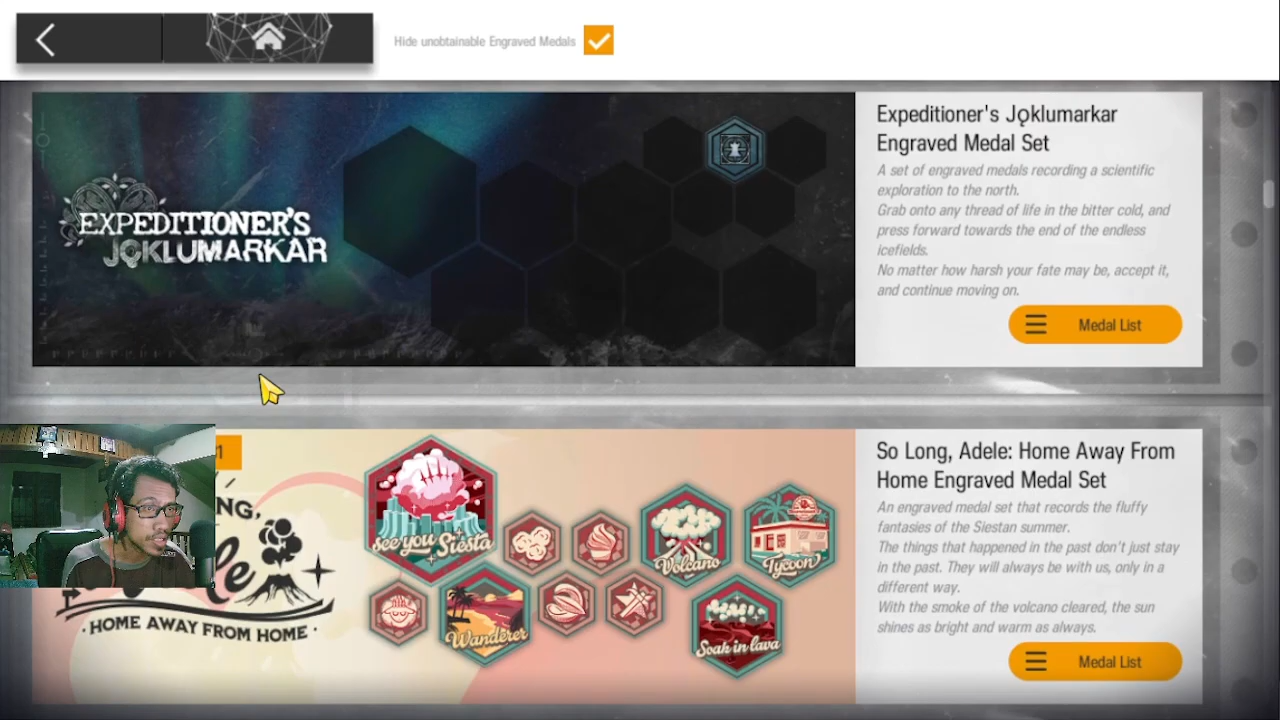 Hide unobtainable Engraved Medals
EXPEDITIONER'S
JǪKLUMARKAR
Expeditioner's Jǫklumarkar
Engraved Medal Set
A set of engraved medals recording a scientific
exploration to the north.
Grab onto any thread of life in the bitter cold, and
press forward towards the end of the endless
icefields.
No matter how harsh your fate may be, accept it,
and continue moving on.
Medal List
1
NG,
le
· HOME AWAY FROM HOME ·
see you Siesta
Volcano
Tycoon
Wanderer
Soak in lava
So Long, Adele: Home Away From
Home Engraved Medal Set
An engraved medal set that records the fluffy
fantasies of the Siestan summer.
The things that happened in the past don't just stay
in the past. They will always be with us, only in a
different way.
With the smoke of the volcano cleared, the sun
shines as bright and warm as always.
Medal List